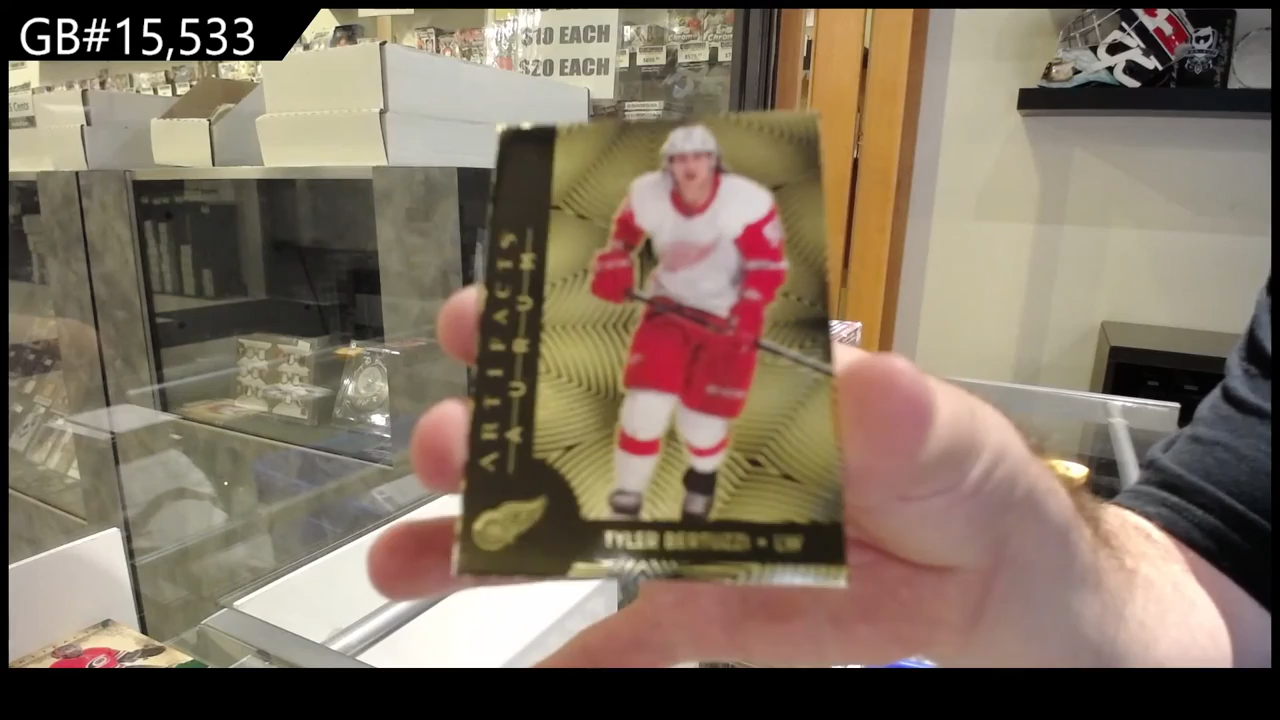 GB#15,533
$10 EACH
$20 EACH
ARTIFACTS
AURUM
TYLER BERTUZZI • LW